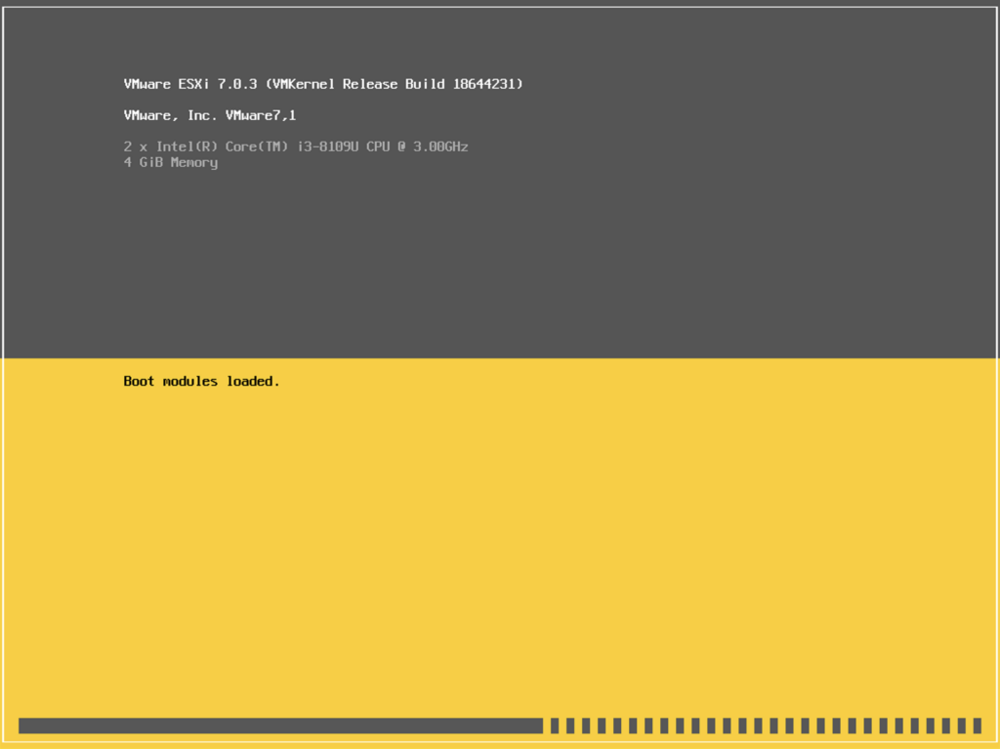 VMware ESXi 7.0.3 (VMKernel Release Build 18644231)
VMware, Inc. VMware7,1
2 x Intel(R) Core(TM) i3-8109U CPU @ 3.00GHz
4 GiB Memory
Boot modules loaded.